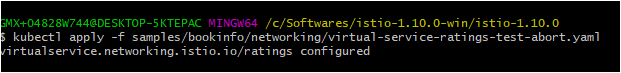 GMX+O4828W744@DESKTOP-5KTEPAC MINGW64 /c/Softwares/istio-1.10.0-win/istio-1.10.0
$ kubectl apply -f samples/bookinfo/networking/virtual-service-ratings-test-abort.yaml
virtualservice.networking.istio.io/ratings configured